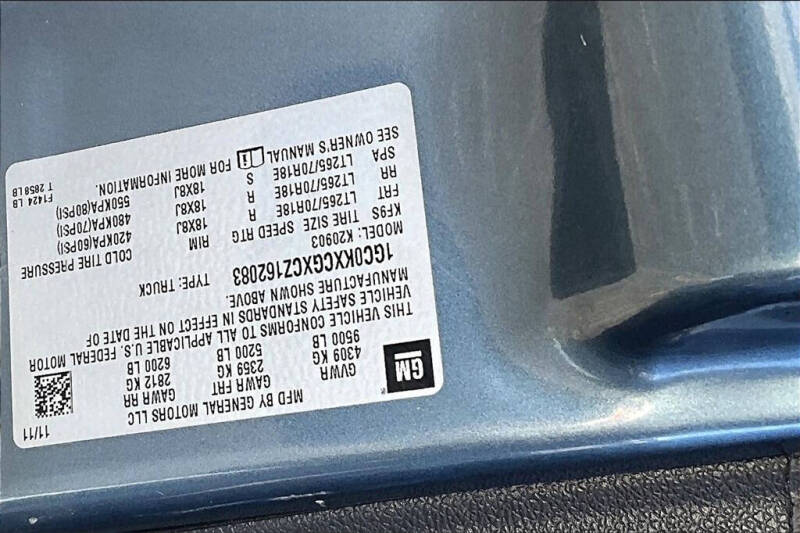 MFD BY GENERAL MOTORS LLC 11/11
GM GVWR GAWR FRT GAWR RR
4309 KG 2359 KG 2812 KG
9500 LB 5200 LB 6200 LB
THIS VEHICLE CONFORMS TO ALL APPLICABLE U.S. FEDERAL MOTOR
VEHICLE SAFETY STANDARDS IN EFFECT ON THE DATE OF
MANUFACTURE SHOWN ABOVE.
1GC0KXCGXCZ162083 TYPE: TRUCK
MODEL: K20903
KF9S TIRE SIZE SPEED RTG RIM COLD TIRE PRESSURE
FRT LT265/70R18E R 18X8J 420KPA(60PSI)
RR LT265/70R18E R 18X8J 480KPA(70PSI)
SPA LT265/70R18E S 18X8J 550KPA(80PSI)
SEE OWNER'S MANUAL FOR MORE INFORMATION.
F1424 LB
T 2858 LB